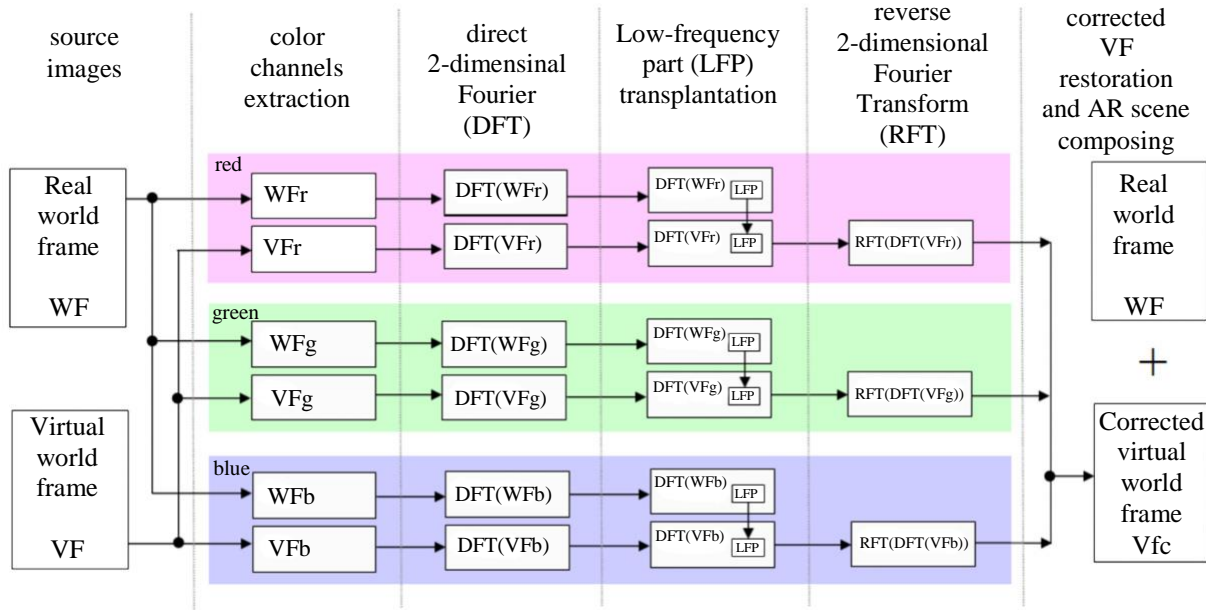 source
images
color
channels
extraction
direct
2-dimensinal
Fourier
(DFT)
Low-frequency
part (LFP)
transplantation
reverse
2-dimensional
Fourier
Transform
(RFT)
corrected
VF
restoration
and AR scene
composing
Real
world
frame
WF
Virtual
world
frame
VF
red
WFr
DFT(WFr)
DFT(WFr)
LFP
VFr
DFT(VFr)
DFT(VFr)
LFP
RFT(DFT(VFr))
green
WFg
DFT(WFg)
DFT(WFg)
LFP
VFg
DFT(VFg)
DFT(VFg)
LFP
RFT(DFT(VFg))
blue
WFb
DFT(WFb)
DFT(WFb)
LFP
VFb
DFT(VFb)
DFT(VFb)
LFP
RFT(DFT(VFb))
Real
world
frame
WF
+
Corrected
virtual
world
frame
Vfc